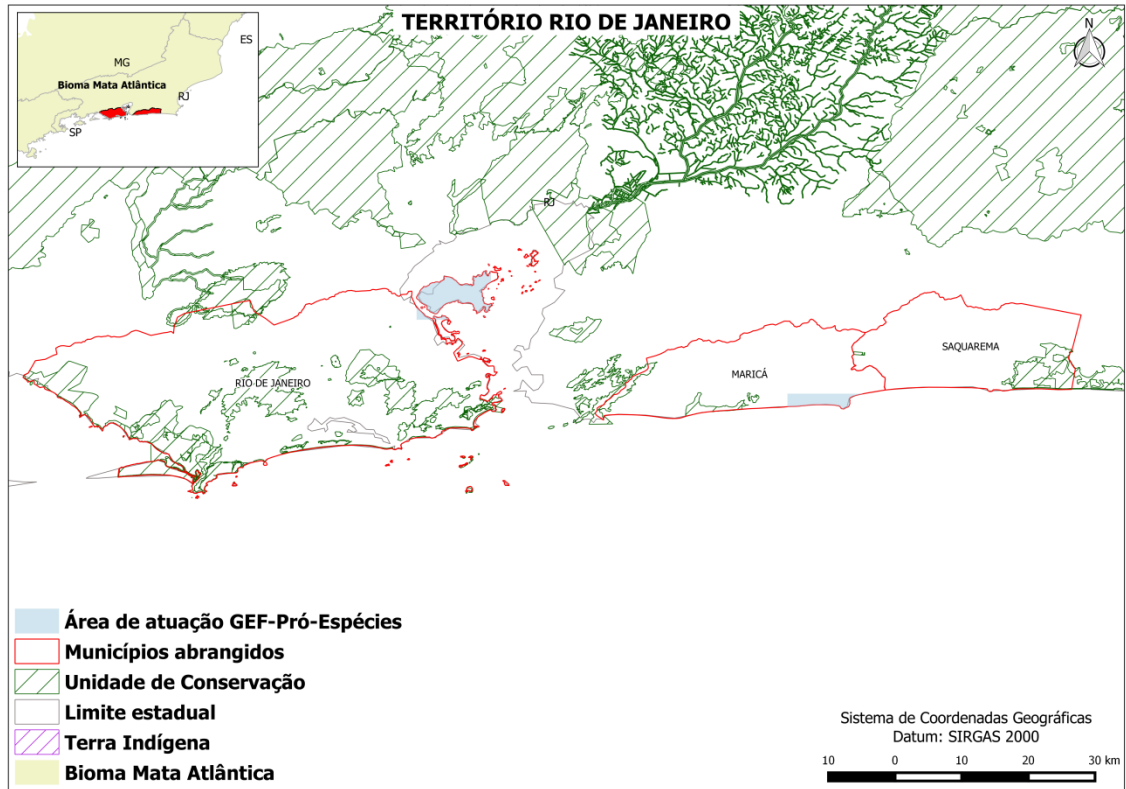 TERRITÓRIO RIO DE JANEIRO
N
ES
MG
Bioma Mata Atlântica
RJ
SP
RJ
SAQUAREMA
MARICÁ
RIO DE JANEIRO
Área de atuação GEF-Pró-Espécies
Municípios abrangidos
Unidade de Conservação
Limite estadual
Terra Indígena
Bioma Mata Atlântica
Sistema de Coordenadas Geográficas
Datum: SIRGAS 2000
10 0 10 20 30 km